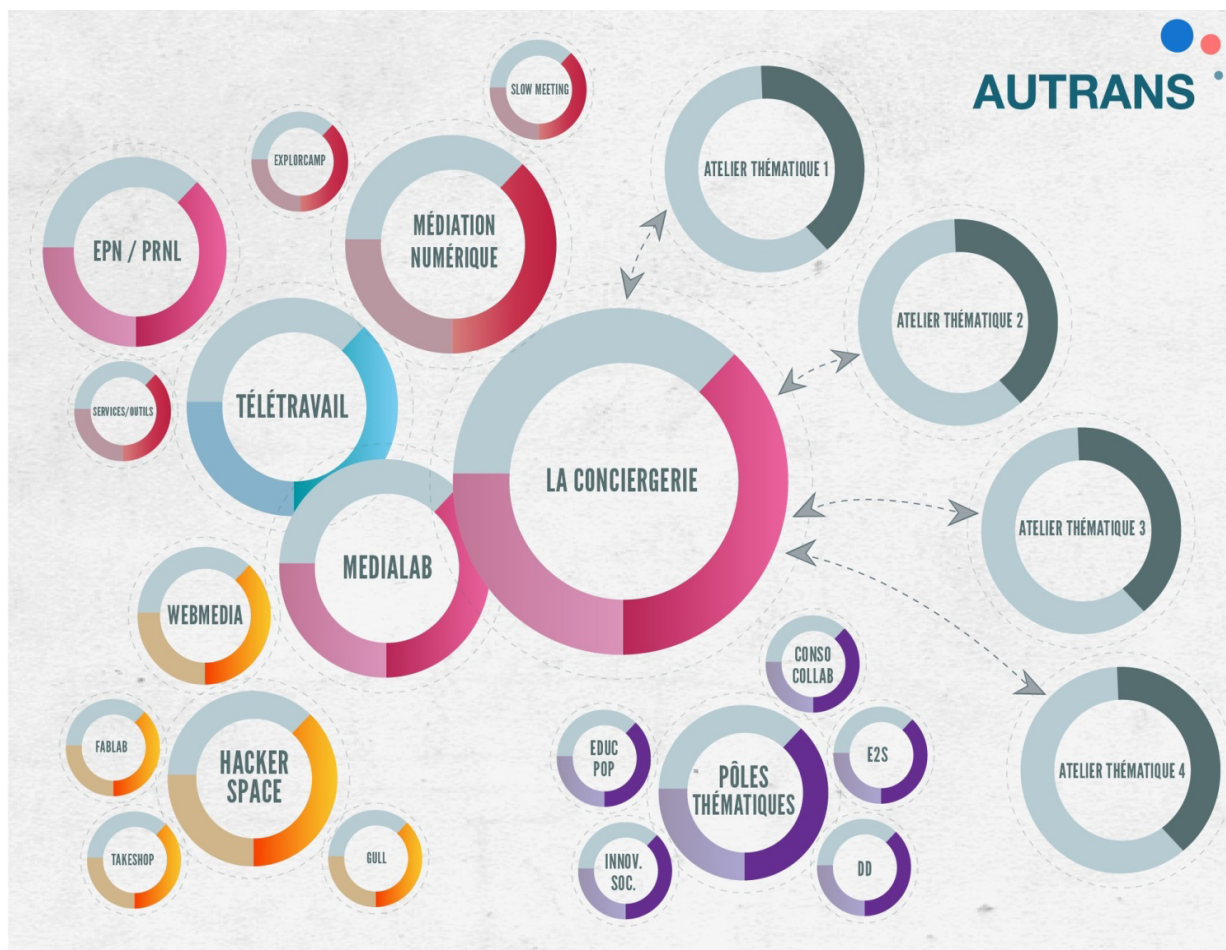 AUTRANS
SLOW MEETING
EXPLORCAMP
ATELIER THÉMATIQUE 1
MÉDIATION
NUMÉRIQUE
EPN / PRNL
ATELIER THÉMATIQUE 2
SERVICES/OUTILS
TÉLÉTRAVAIL
LA CONCIERGERIE
ATELIER THÉMATIQUE 3
MEDIALAB
WEBMEDIA
CONSO
COLLAB
FABLAB
HACKER
SPACE
EDUC
POP
PÔLES
THÉMATIQUES
E2S
ATELIER THÉMATIQUE 4
TAKESHOP
GULL
INNOV.
SOC.
DD